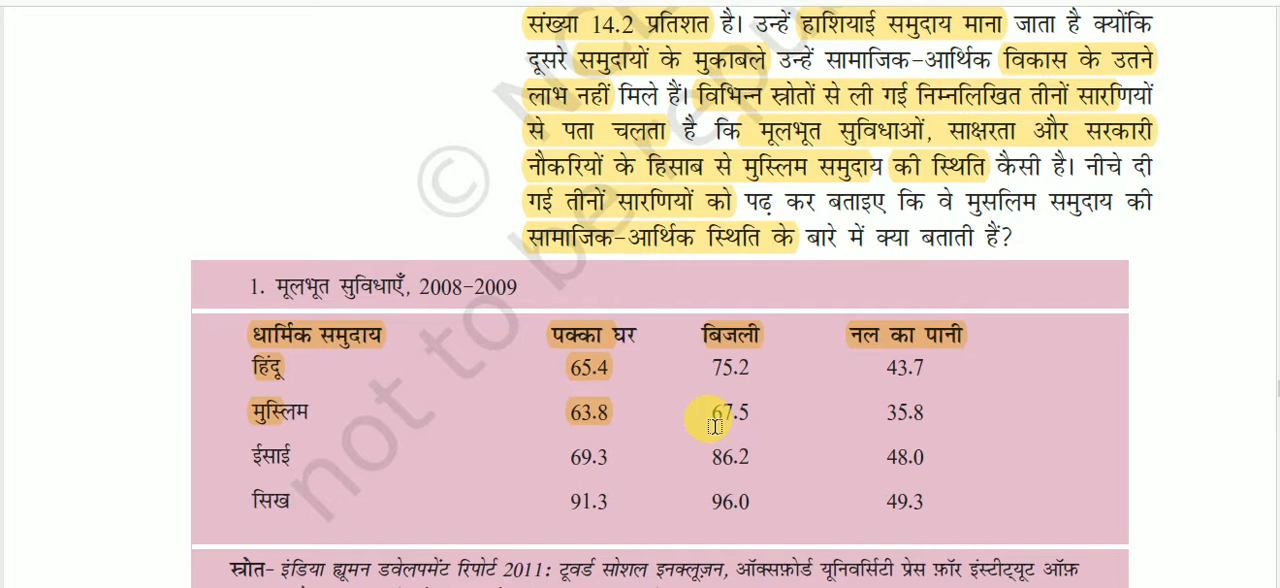 संख्या 14.2 प्रतिशत है। उन्हें हाशियाई समुदाय माना जाता है क्योंकि
दूसरे समुदायों के मुकाबले उन्हें सामाजिक-आर्थिक विकास के उतने
लाभ नहीं मिले हैं। विभिन्न स्रोतों से ली गई निम्नलिखित तीनों सारणियों
से पता चलता है कि मूलभूत सुविधाओं, साक्षरता और सरकारी
नौकरियों के हिसाब से मुस्लिम समुदाय की स्थिति कैसी है। नीचे दी
गई तीनों सारणियों को पढ़ कर बताइए कि वे मुसलिम समुदाय की
सामाजिक-आर्थिक स्थिति के बारे में क्या बताती हैं?
1. मूलभूत सुविधाएँ, 2008-2009
धार्मिक समुदाय पक्का घर बिजली नल का पानी
हिंदू 65.4 75.2 43.7
मुस्लिम 63.8 67.5 35.8
ईसाई 69.3 86.2 48.0
सिख 91.3 96.0 49.3
स्रोत- इंडिया ह्यूमन डवेलपमेंट रिपोर्ट 2011: टूवर्ड सोशल इनक्लूज़न, ऑक्सफ़ोर्ड यूनिवर्सिटी प्रेस फ़ॉर इंस्टीट्यूट ऑफ़
© not to be